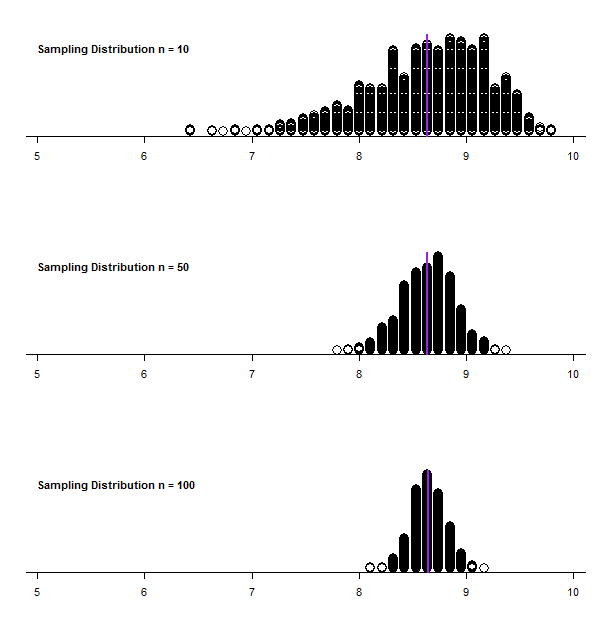 Sampling Distribution n = 10
5 6 7 8 9 10
Sampling Distribution n = 50
5 6 7 8 9 10
Sampling Distribution n = 100
5 6 7 8 9 10